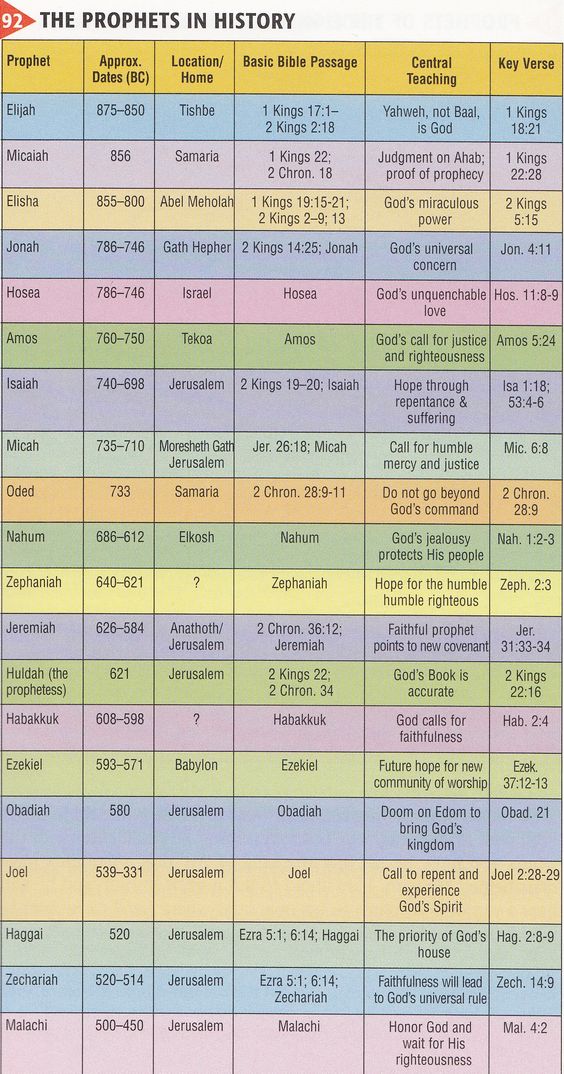 92 THE PROPHETS IN HISTORY
Prophet
Approx.
Dates (BC)
Location/
Home
Basic Bible Passage
Central
Teaching
Key Verse
Elijah
875–850
Tishbe
1 Kings 17:1–
2 Kings 2:18
Yahweh, not Baal,
is God
1 Kings
18:21
Micaiah
856
Samaria
1 Kings 22;
2 Chron. 18
Judgment on Ahab;
proof of prophecy
1 Kings
22:28
Elisha
855–800
Abel Meholah
1 Kings 19:15-21;
2 Kings 2–9; 13
God's miraculous
power
2 Kings
5:15
Jonah
786–746
Gath Hepher
2 Kings 14:25; Jonah
God's universal
concern
Jon. 4:11
Hosea
786–746
Israel
Hosea
God's unquenchable
love
Hos. 11:8-9
Amos
760–750
Tekoa
Amos
God's call for justice
and righteousness
Amos 5:24
Isaiah
740–698
Jerusalem
2 Kings 19–20; Isaiah
Hope through
repentance &
suffering
Isa 1:18;
53:4-6
Micah
735–710
Moresheth Gath
Jerusalem
Jer. 26:18; Micah
Call for humble
mercy and justice
Mic. 6:8
Oded
733
Samaria
2 Chron. 28:9-11
Do not go beyond
God's command
2 Chron.
28:9
Nahum
686–612
Elkosh
Nahum
God's jealousy
protects His people
Nah. 1:2-3
Zephaniah
640–621
?
Zephaniah
Hope for the humble
humble righteous
Zeph. 2:3
Jeremiah
626–584
Anathoth/
Jerusalem
2 Chron. 36:12;
Jeremiah
Faithful prophet
points to new covenant
Jer.
31:33-34
Huldah (the
prophetess)
621
Jerusalem
2 Kings 22;
2 Chron. 34
God's Book is
accurate
2 Kings
22:16
Habakkuk
608–598
?
Habakkuk
God calls for
faithfulness
Hab. 2:4
Ezekiel
593–571
Babylon
Ezekiel
Future hope for new
community of worship
Ezek.
37:12-13
Obadiah
580
Jerusalem
Obadiah
Doom on Edom to
bring God's
kingdom
Obad. 21
Joel
539–331
Jerusalem
Joel
Call to repent and
experience
God's Spirit
Joel 2:28-29
Haggai
520
Jerusalem
Ezra 5:1; 6:14; Haggai
The priority of God's
house
Hag. 2:8-9
Zechariah
520–514
Jerusalem
Ezra 5:1; 6:14;
Zechariah
Faithfulness will lead
to God's universal rule
Zech. 14:9
Malachi
500–450
Jerusalem
Malachi
Honor God and
wait for His
righteousness
Mal. 4:2